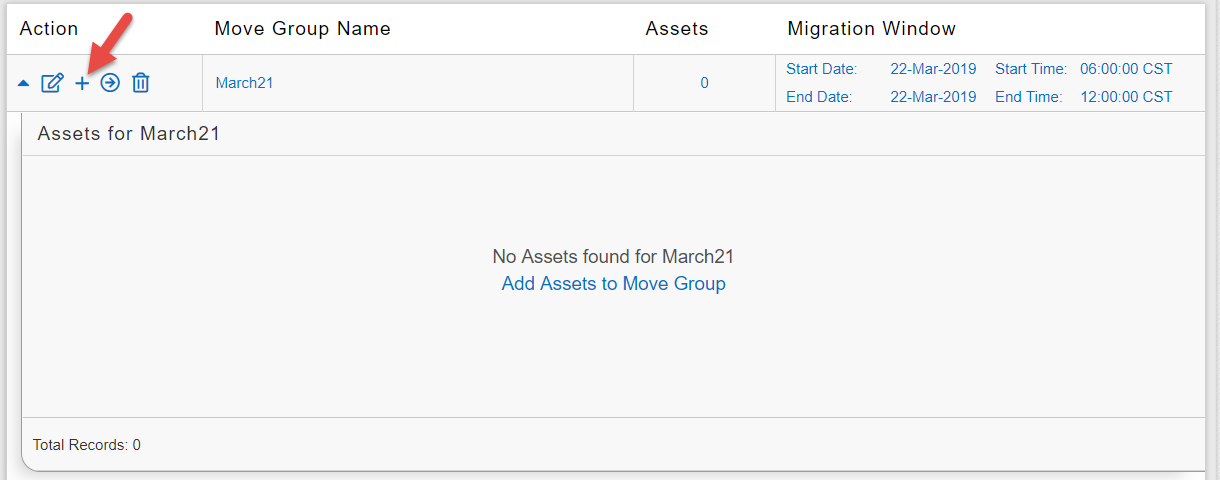 Action Move Group Name Assets Migration Window
March21 0 Start Date: 22-Mar-2019 Start Time: 06:00:00 CST
End Date: 22-Mar-2019 End Time: 12:00:00 CST
Assets for March21
No Assets found for March21
Add Assets to Move Group
Total Records: 0